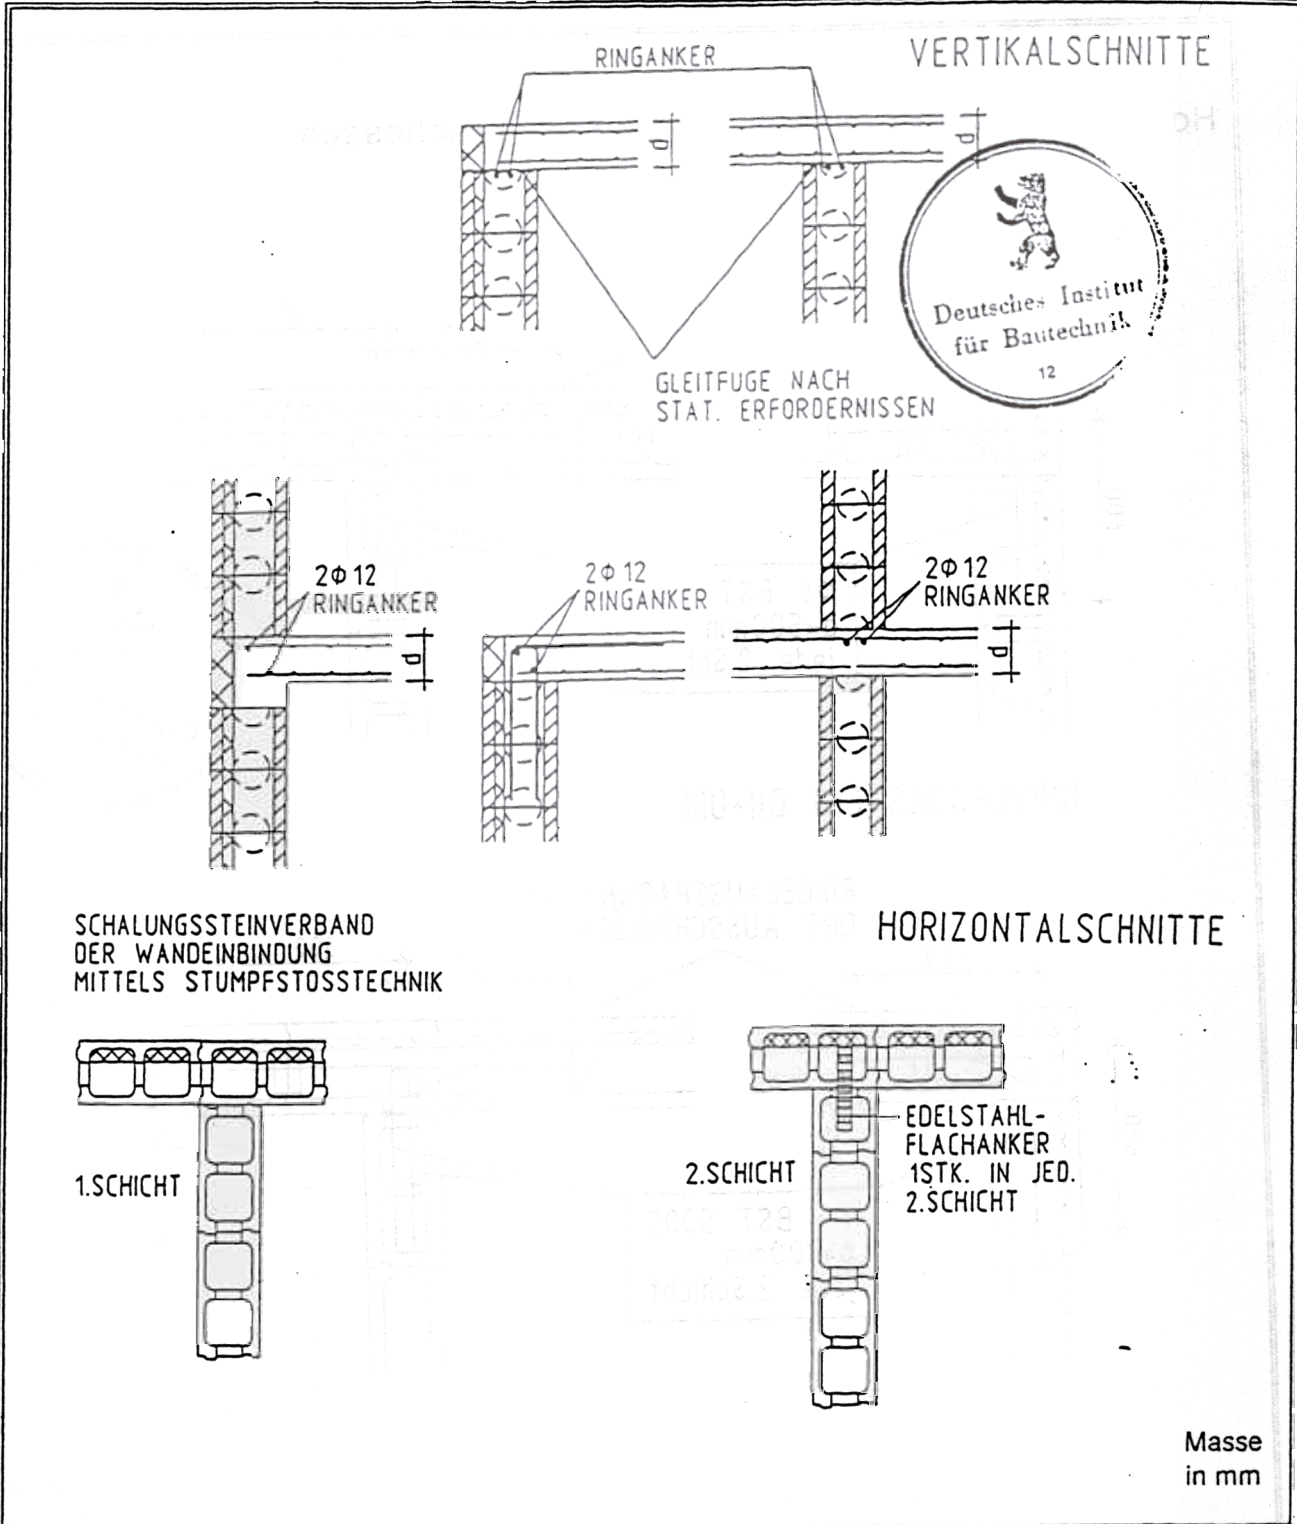 RINGANKER
VERTIKALSCHNITTE
d
d
Deutsches Institut
für Bautechnik
12
GLEITFUGE NACH
STAT. ERFORDERNISSEN
2Φ12
RINGANKER
2Φ12
RINGANKER
2Φ12
RINGANKER
d
d
SCHALUNGSSTEINVERBAND
DER WANDEINBINDUNG
MITTELS STUMPFSTOSSTECHNIK
HORIZONTALSCHNITTE
1.SCHICHT
2.SCHICHT
EDELSTAHL-
FLACHANKER
1STK. IN JED.
2.SCHICHT
Masse
in mm